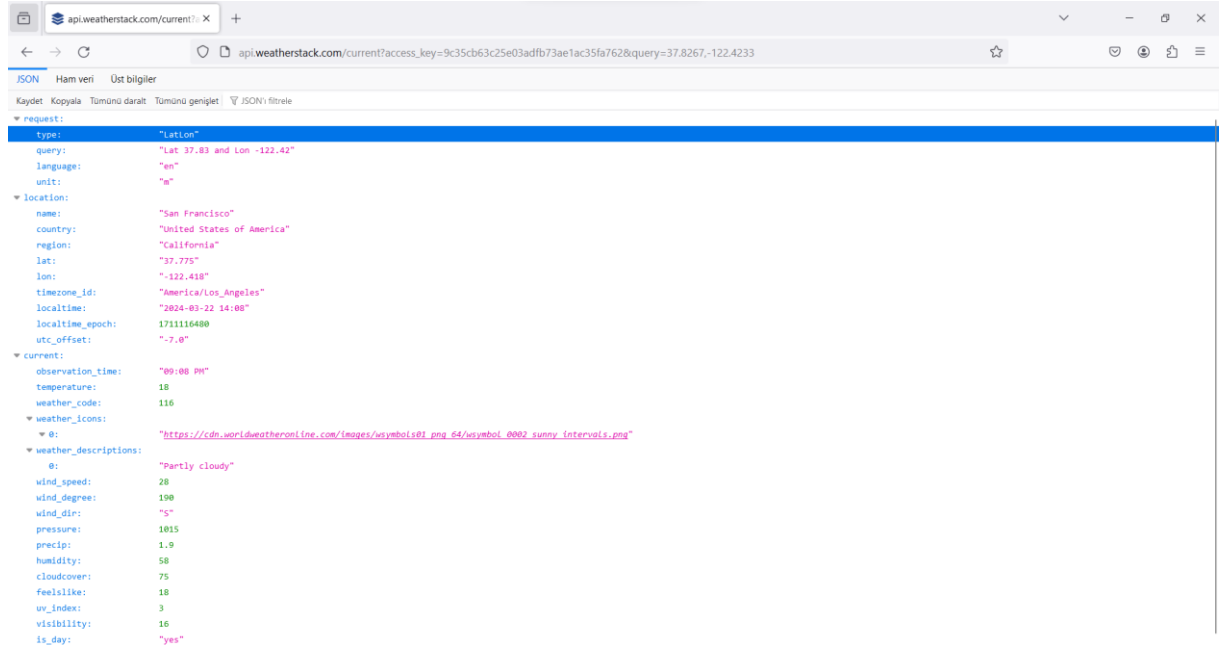 api.weatherstack.com/current?a
api.weatherstack.com/current?access_key=9c35cb63c25e03adfb73ae1ac35fa762&query=37.8267,-122.4233
JSON Ham veri Üst bilgiler
Kaydet Kopyala Tümünü daralt Tümünü genişlet JSON'ı filtrele
request:
type: "LatLon"
query: "Lat 37.83 and Lon -122.42"
language: "en"
unit: "m"
location:
name: "San Francisco"
country: "United States of America"
region: "California"
lat: "37.775"
lon: "-122.418"
timezone_id: "America/Los_Angeles"
localtime: "2024-03-22 14:08"
localtime_epoch: 1711116480
utc_offset: "-7.0"
current:
observation_time: "09:08 PM"
temperature: 18
weather_code: 116
weather_icons:
0: "https://cdn.worldweatheronline.com/images/wsymbols01_png_64/wsymbol_0002_sunny_intervals.png"
weather_descriptions:
0: "Partly cloudy"
wind_speed: 28
wind_degree: 190
wind_dir: "S"
pressure: 1015
precip: 1.9
humidity: 58
cloudcover: 75
feelslike: 18
uv_index: 3
visibility: 16
is_day: "yes"